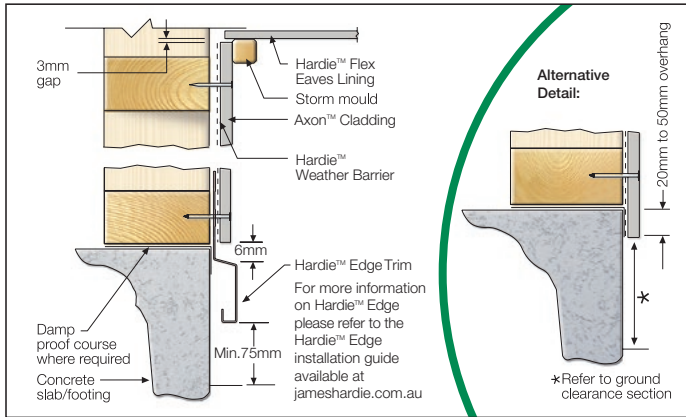 3mm
gap
Hardie™ Flex
Eaves Lining
Storm mould
Axon™ Cladding
Hardie™
Weather Barrier
6mm
Hardie™ Edge Trim
For more information
on Hardie™ Edge
please refer to the
Hardie™ Edge
installation guide
available at
jameshardie.com.au
Damp
proof course
where required
Min.75mm
Concrete
slab/footing
Alternative
Detail:
20mm to 50mm overhang
*
*Refer to ground
clearance section